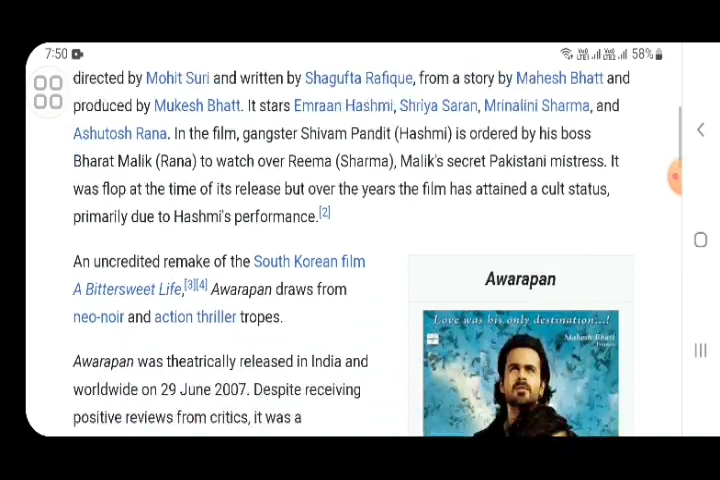 7:50
58%
directed by Mohit Suri and written by Shagufta Rafique, from a story by Mahesh Bhatt and
produced by Mukesh Bhatt. It stars Emraan Hashmi, Shriya Saran, Mrinalini Sharma, and
Ashutosh Rana. In the film, gangster Shivam Pandit (Hashmi) is ordered by his boss
Bharat Malik (Rana) to watch over Reema (Sharma), Malik's secret Pakistani mistress. It
was flop at the time of its release but over the years the film has attained a cult status,
primarily due to Hashmi's performance.[2]
An uncredited remake of the South Korean film
A Bittersweet Life,[3][4] Awarapan draws from
neo-noir and action thriller tropes.
Awarapan was theatrically released in India and
worldwide on 29 June 2007. Despite receiving
positive reviews from critics, it was a
Awarapan
Love was his only destination...!
Mahesh Bhatt